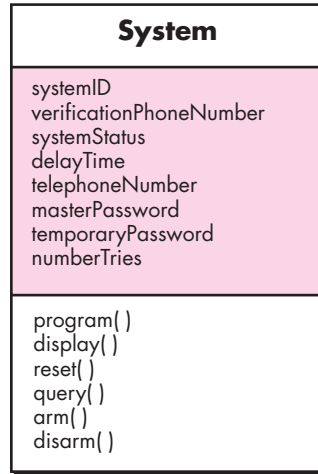 System
systemID
verificationPhoneNumber
systemStatus
delayTime
telephoneNumber
masterPassword
temporaryPassword
numberTries
program( )
display( )
reset( )
query( )
arm( )
disarm( )